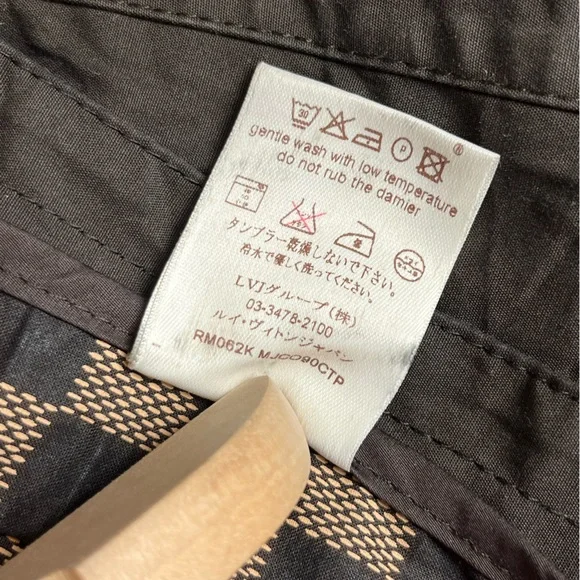 30
P
®
gentle wash with low temperature
do not rub the damier
タンブラー乾燥しないで下さい。
冷水で優しく洗ってください。
LVJグループ(株)
03-3478-2100
ルイ・ヴィトンジャパン
RM062K MJCO80CTP